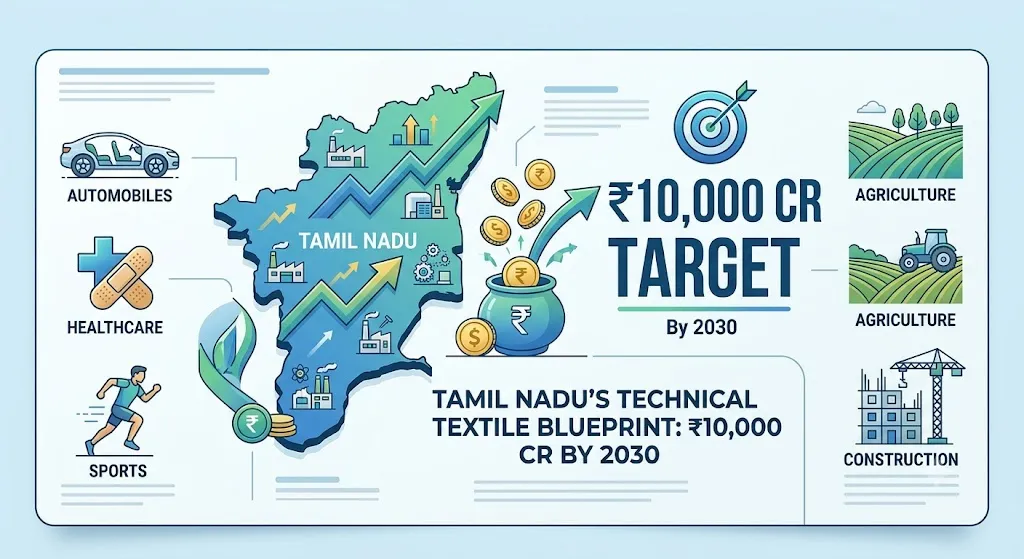 AUTOMOBILES
HEALTHCARE
SPORTS
TAMIL NADU
₹
$
$
$
₹
₹
$
₹
₹10,000 CR
TARGET
By 2030
TAMIL NADU'S TECHNICAL
TEXTILE BLUEPRINT: ₹10,000
CR BY 2030
AGRICULTURE
AGRICULTURE
CONSTRUCTION